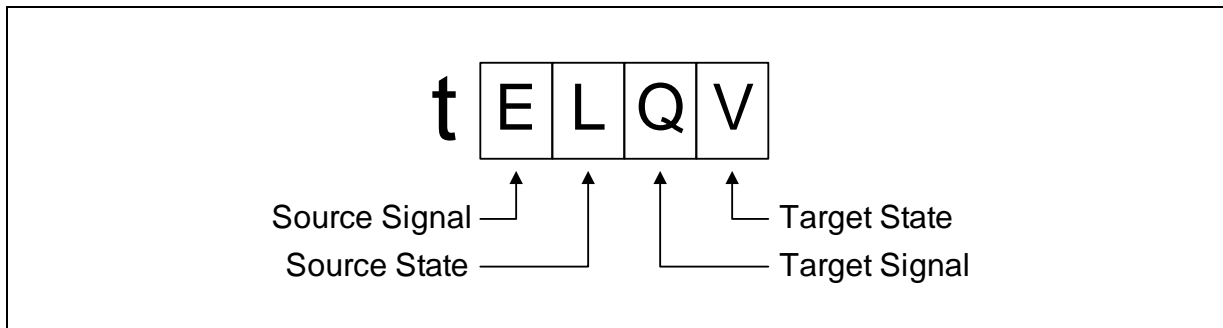 t E L Q V
Source Signal Target State
Source State Target Signal